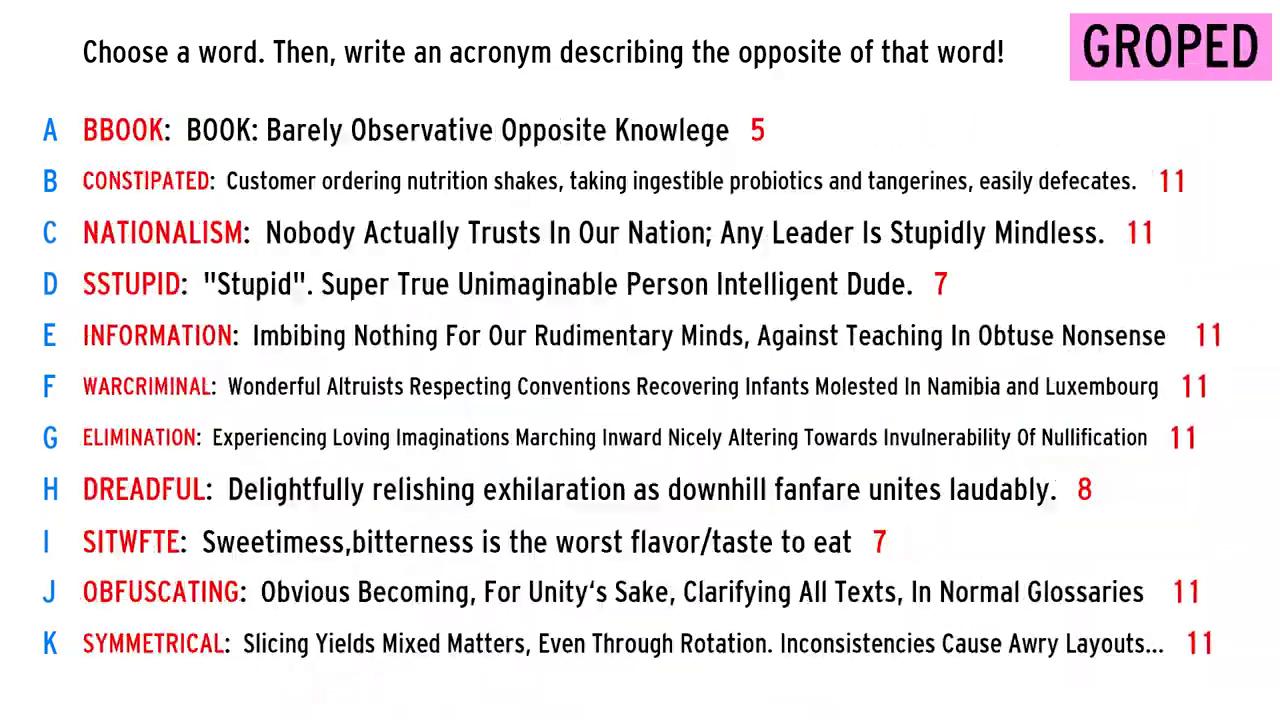 Choose a word. Then, write an acronym describing the opposite of that word!
GROPED
A BBOOK: BOOK: Barely Observative Opposite Knowlege 5
B CONSTIPATED: Customer ordering nutrition shakes, taking ingestible probiotics and tangerines, easily defecates. 11
C NATIONALISM: Nobody Actually Trusts In Our Nation; Any Leader Is Stupidly Mindless. 11
D SSTUPID: "Stupid". Super True Unimaginable Person Intelligent Dude. 7
E INFORMATION: Imbibing Nothing For Our Rudimentary Minds, Against Teaching In Obtuse Nonsense 11
F WARCRIMINAL: Wonderful Altruists Respecting Conventions Recovering Infants Molested In Namibia and Luxembourg 11
G ELIMINATION: Experiencing Loving Imaginations Marching Inward Nicely Altering Towards Invulnerability Of Nullification 11
H DREADFUL: Delightfully relishing exhilaration as downhill fanfare unites laudably. 8
I SITWFTE: Sweetimess,bitterness is the worst flavor/taste to eat 7
J OBFUSCATING: Obvious Becoming, For Unity‘s Sake, Clarifying All Texts, In Normal Glossaries 11
K SYMMETRICAL: Slicing Yields Mixed Matters, Even Through Rotation. Inconsistencies Cause Awry Layouts... 11